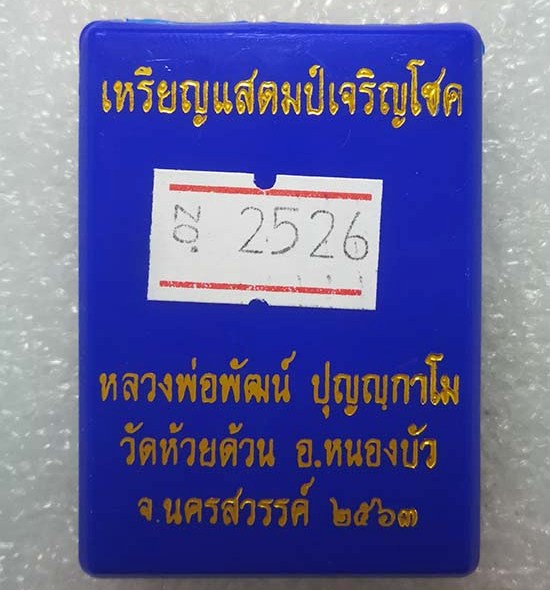 เหรียญแสตมป์เจริญโชค
NO. 2526
หลวงพ่อพัฒน์ ปุญญฺกาโม
วัดห้วยด้วน อ.หนองบัว
จ.นครสวรรค์ ๒๕๖๓